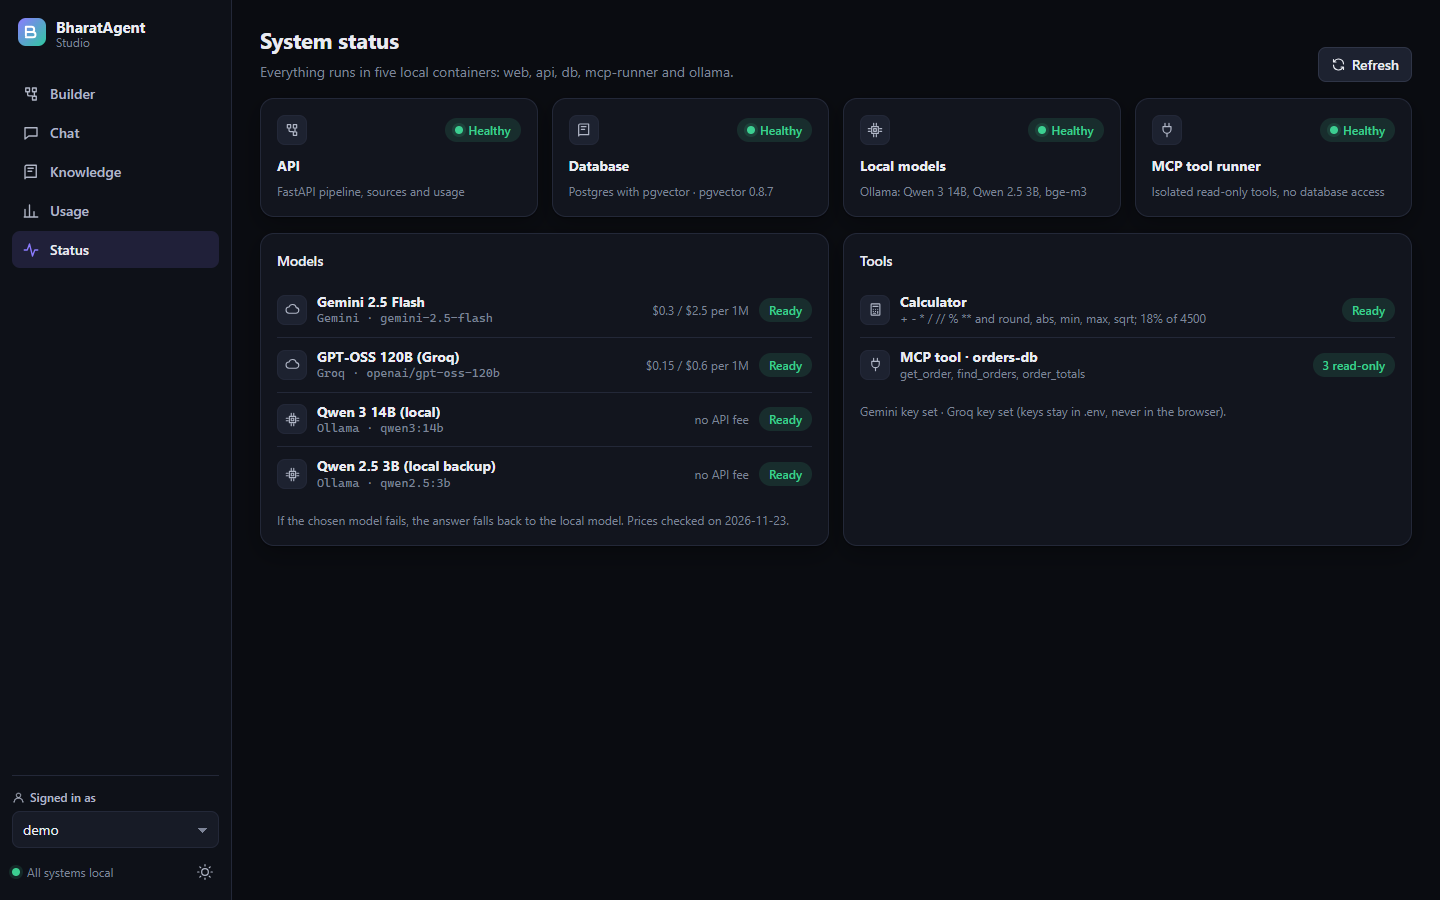 BharatAgent
Studio
Builder
Chat
Knowledge
Usage
Status
Signed in as
demo
All systems local
System status
Everything runs in five local containers: web, api, db, mcp-runner and ollama.
Refresh
Healthy
API
FastAPI pipeline, sources and usage
Healthy
Database
Postgres with pgvector · pgvector 0.8.7
Healthy
Local models
Ollama: Qwen 3 14B, Qwen 2.5 3B, bge-m3
Healthy
MCP tool runner
Isolated read-only tools, no database access
Models
Gemini 2.5 Flash
Gemini · gemini-2.5-flash
$0.3 / $2.5 per 1M
Ready
GPT-OSS 120B (Groq)
Groq · openai/gpt-oss-120b
$0.15 / $0.6 per 1M
Ready
Qwen 3 14B (local)
Ollama · qwen3:14b
no API fee
Ready
Qwen 2.5 3B (local backup)
Ollama · qwen2.5:3b
no API fee
Ready
If the chosen model fails, the answer falls back to the local model. Prices checked on 2026-11-23.
Tools
Calculator
+ - * / // % ** and round, abs, min, max, sqrt; 18% of 4500
Ready
MCP tool · orders-db
get_order, find_orders, order_totals
3 read-only
Gemini key set · Groq key set (keys stay in .env, never in the browser).